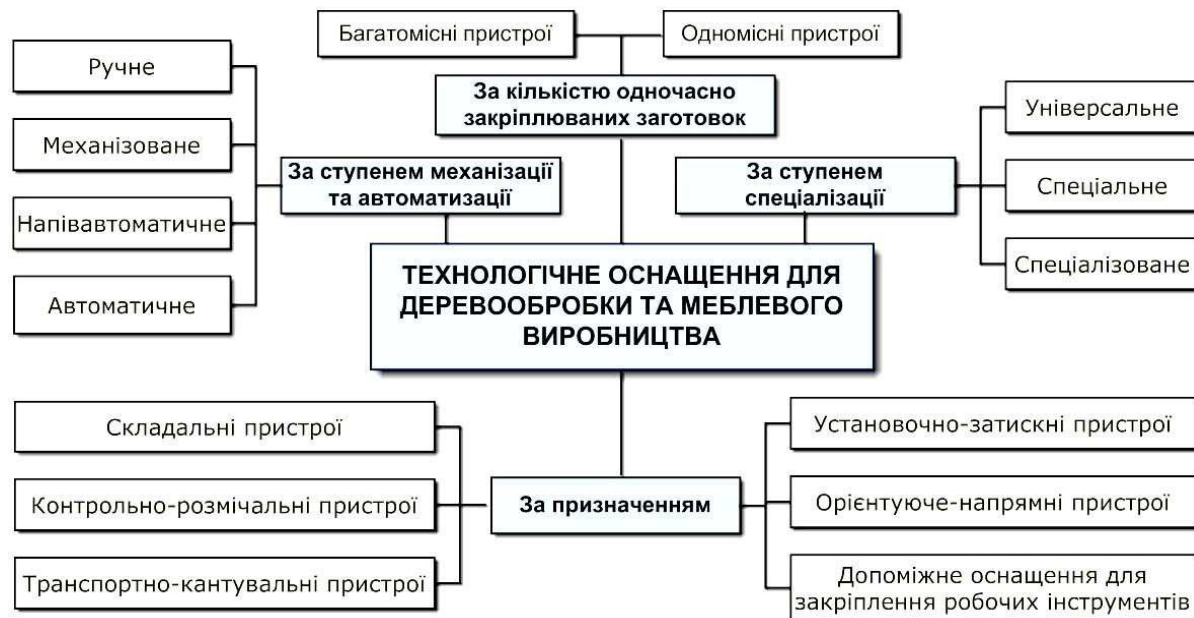 Багатомісні пристрої
Одномісні пристрої
За кількістю одночасно
закріплюваних заготовок
Ручне
Механізоване
Напівавтоматичне
Автоматичне
За ступенем механізації
та автоматизації
За ступенем
спеціалізації
Універсальне
Спеціальне
Спеціалізоване
ТЕХНОЛОГІЧНЕ ОСНАЩЕННЯ ДЛЯ
ДЕРЕВООБРОБКИ ТА МЕБЛЕВОГО
ВИРОБНИЦТВА
Складальні пристрої
Контрольно-розмічальні пристрої
Транспортно-кантувальні пристрої
За призначенням
Установочно-затискні пристрої
Орієнтуюче-напрямні пристрої
Допоміжне оснащення для
закріплення робочих інструментів